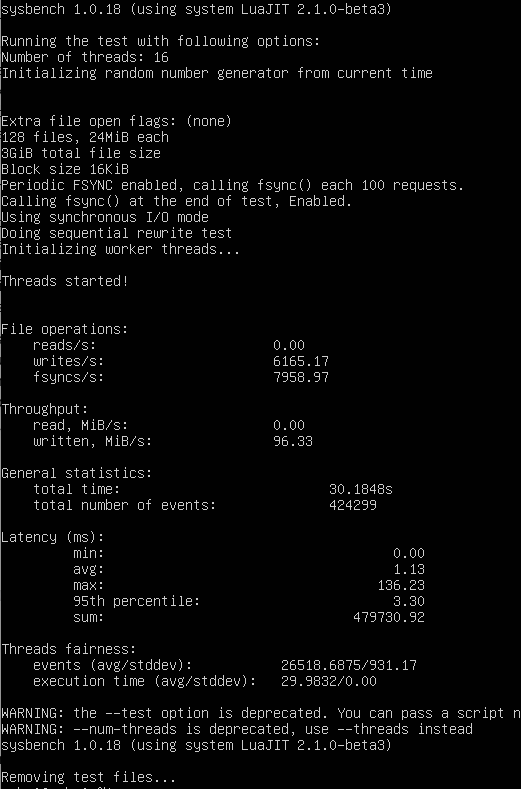 sysbench 1.0.18 (using system LuaJIT 2.1.0-beta3)
Running the test with following options:
Number of threads: 16
Initializing random number generator from current time
Extra file open flags: (none)
128 files, 24MiB each
3GiB total file size
Block size 16KiB
Periodic FSYNC enabled, calling fsync() each 100 requests.
Calling fsync() at the end of test, Enabled.
Using synchronous I/O mode
Doing sequential rewrite test
Initializing worker threads...
Threads started!
File operations:
reads/s: 0.00
writes/s: 6165.17
fsyncs/s: 7958.97
Throughput:
read, MiB/s: 0.00
written, MiB/s: 96.33
General statistics:
total time: 30.1848s
total number of events: 424299
Latency (ms):
min: 0.00
avg: 1.13
max: 136.23
95th percentile: 3.30
sum: 479730.92
Threads fairness:
events (avg/stddev): 26518.6875/931.17
execution time (avg/stddev): 29.9832/0.00
WARNING: the --test option is deprecated. You can pass a script n
WARNING: --num-threads is deprecated, use --threads instead
sysbench 1.0.18 (using system LuaJIT 2.1.0-beta3)
Removing test files...